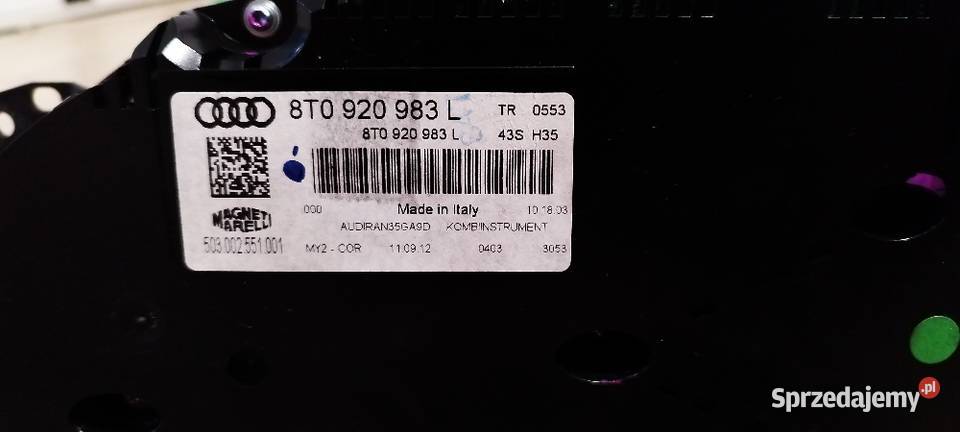 8T0 920 983 L TR 0553
8T0 920 983 L 43S H35
000 Made in Italy 10.18.03
AUDIRAN35GA9D KOMBIINSTRUMENT
MAGNETI
MARELLI
503.002.551.001 MY2 - COR 11.09.12 0403 3053
Sprzedajemy.pl